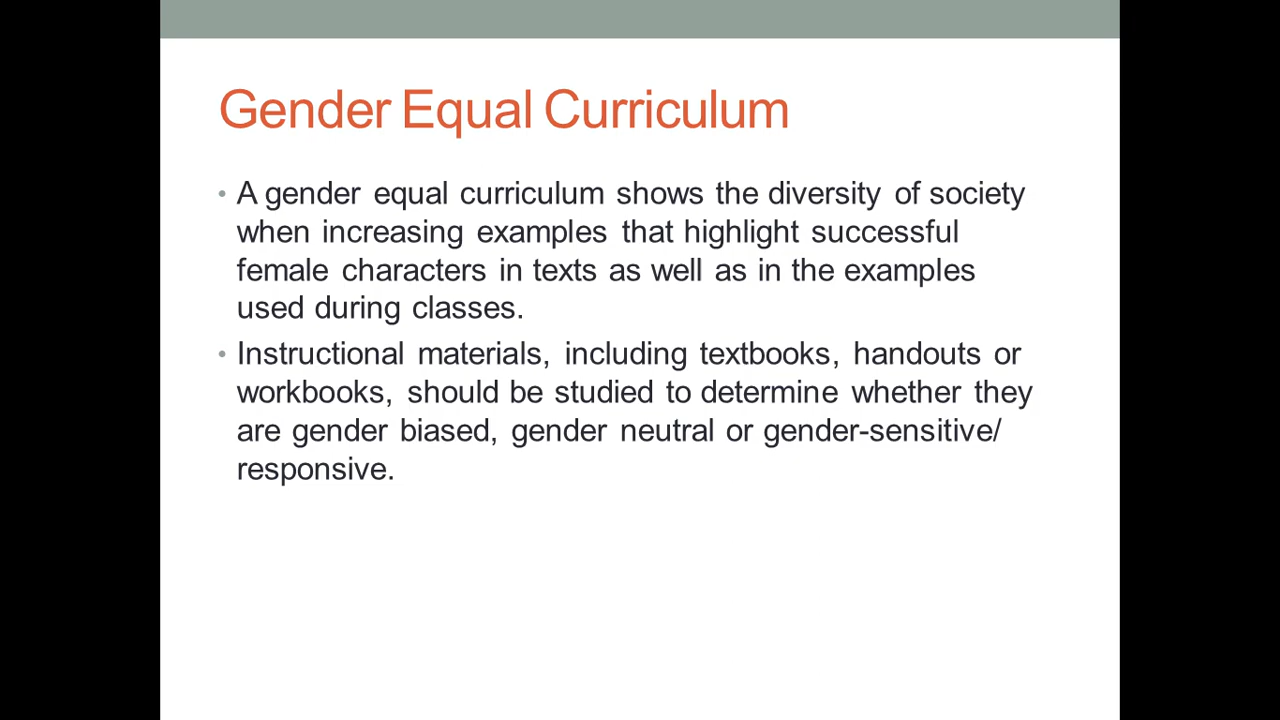 Gender Equal Curriculum
• A gender equal curriculum shows the diversity of society
when increasing examples that highlight successful
female characters in texts as well as in the examples
used during classes.
• Instructional materials, including textbooks, handouts or
workbooks, should be studied to determine whether they
are gender biased, gender neutral or gender-sensitive/
responsive.